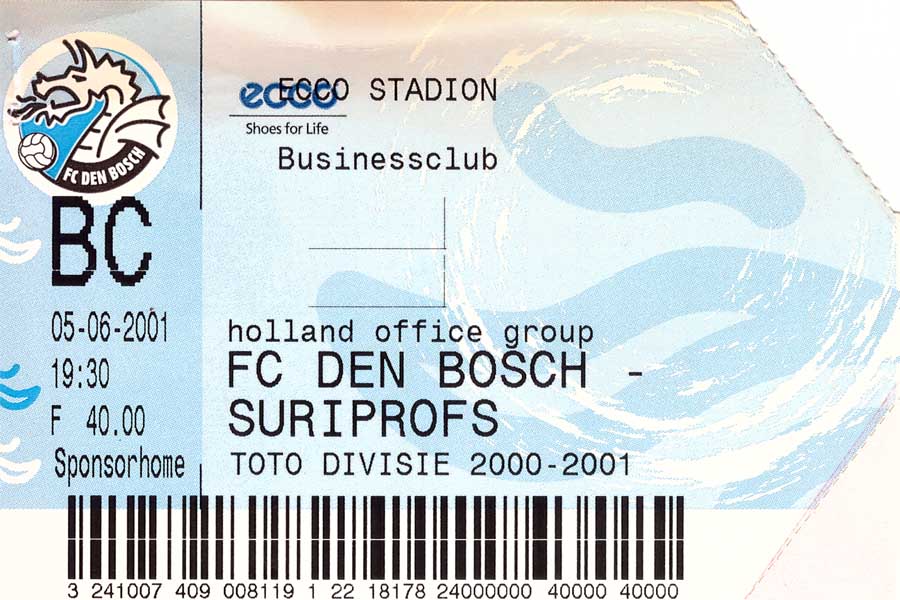 FC DEN BOSCH
BC
05-06-2001
19:30
F 40.00
Sponsorhome
ecco
ECCO STADION
Shoes for Life
Businessclub
holland office group
FC DEN BOSCH -
SURIPROFS
TOTO DIVISIE 2000-2001
3 241007 409 008119 1 22 18178 24000000 40000 40000